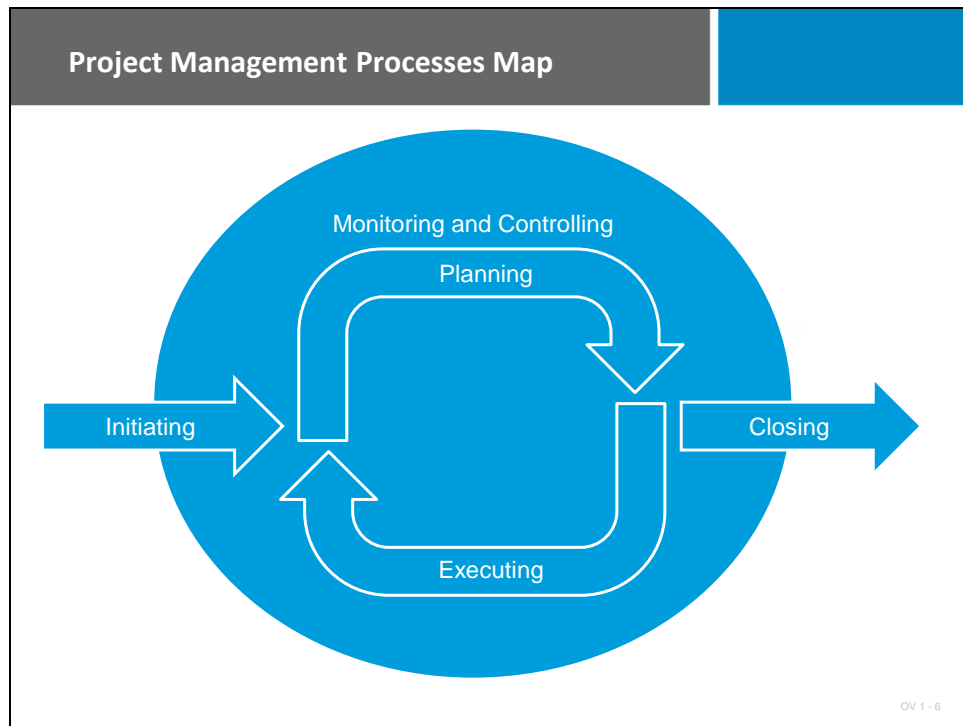 Project Management Processes Map
Monitoring and Controlling
Planning
Initiating
Closing
Executing
OV 1 - 6